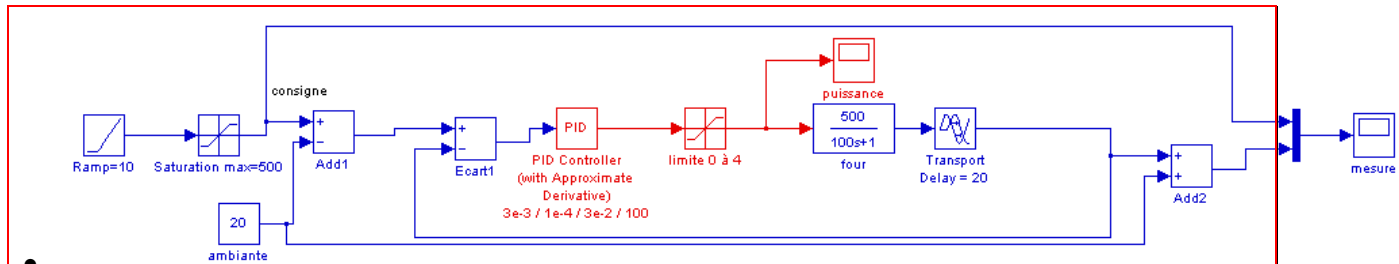 consigne
puissance
+
−
Add1
+
−
Ecart1
PID
500
100s+1
four
Ramp=10
Saturation max=500
PID Controller
(with Approximate
Derivative)
3e-3 / 1e-4 / 3e-2 / 100
limite 0 à 4
Transport
Delay = 20
+
+
Add2
mesure
20
ambiante